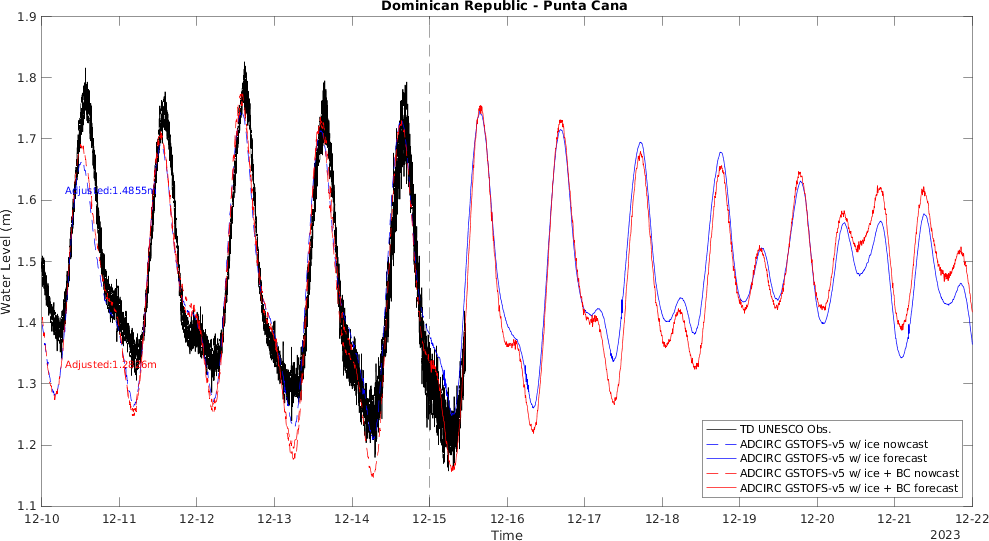 Dominican Republic - Punta Cana
Water Level (m)
1.9
1.8
1.7
1.6
1.5
1.4
1.3
1.2
1.1
Adjusted:1.4855m
TD UNESCO Obs.
ADCIRC GSTOFS-v5 w/ ice nowcast
ADCIRC GSTOFS-v5 w/ ice forecast
ADCIRC GSTOFS-v5 w/ ice + BC nowcast
ADCIRC GSTOFS-v5 w/ ice + BC forecast
12-10 12-11 12-12 12-13 12-14 12-15 12-16 12-17 12-18 12-19 12-20 12-21 12-22
Time
2023